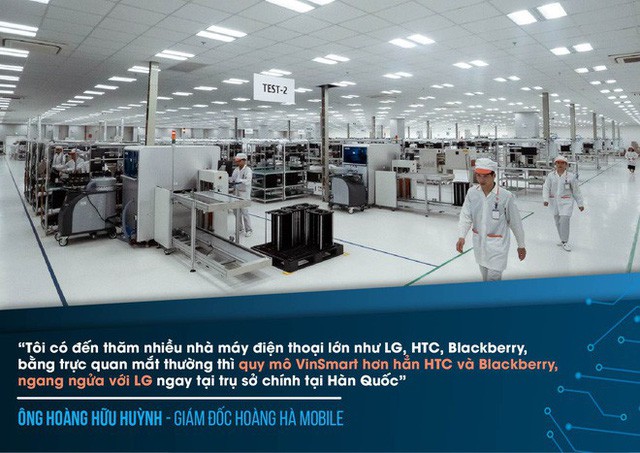 TEST-2
“Tôi có đến thăm nhiều nhà máy điện thoại lớn như LG, HTC, Blackberry,
bằng trực quan mắt thường thì quy mô VinSmart hơn hẳn HTC và Blackberry,
ngang ngửa với LG ngay tại trụ sở chính tại Hàn Quốc”
ÔNG HOÀNG HỮU HUỲNH - GIÁM ĐỐC HOÀNG HÀ MOBILE